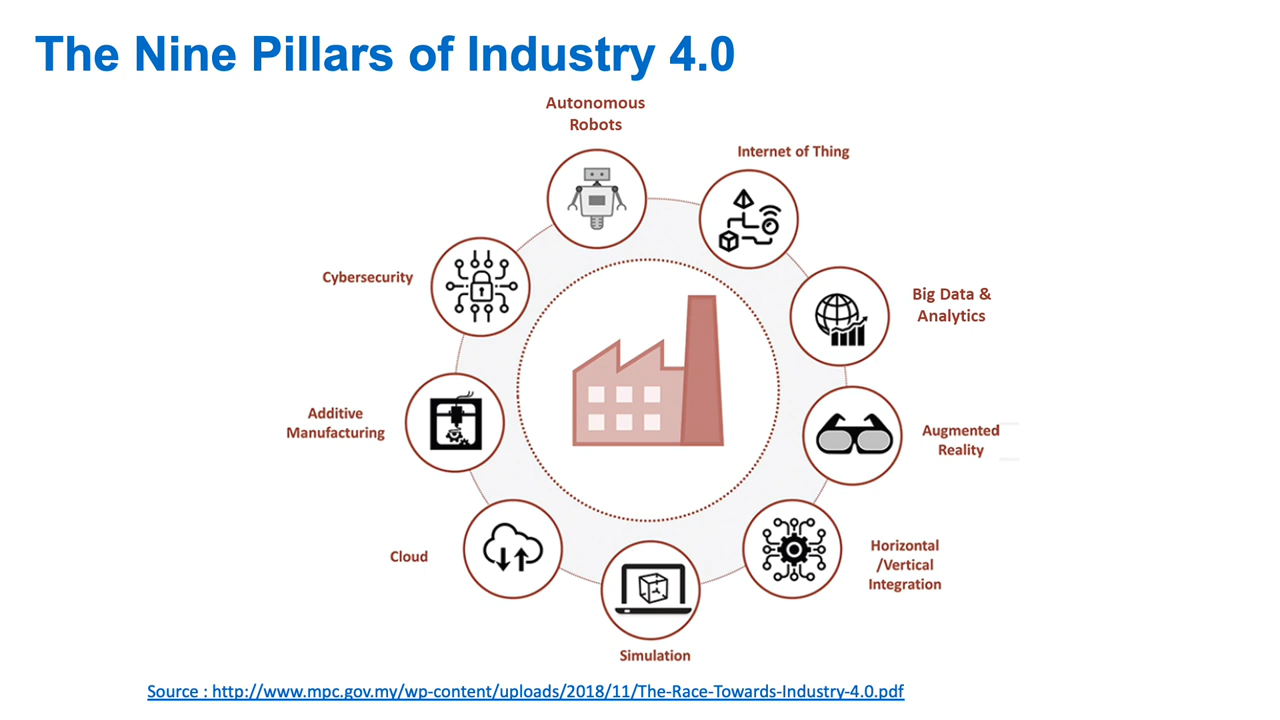 The Nine Pillars of Industry 4.0
Autonomous
Robots
Internet of Thing
Big Data &
Analytics
Augmented
Reality
Horizontal
/Vertical
Integration
Simulation
Cloud
Additive
Manufacturing
Cybersecurity
Source : http://www.mpc.gov.my/wp-content/uploads/2018/11/The-Race-Towards-Industry-4.0.pdf